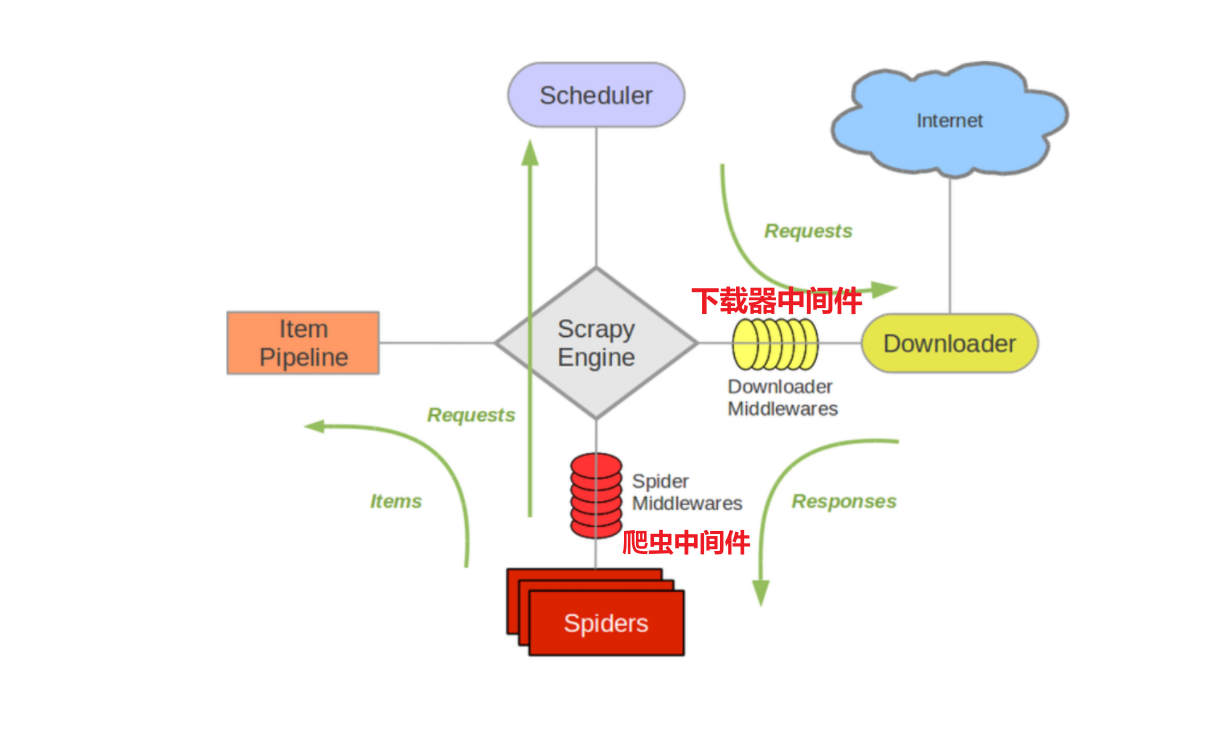 Scheduler
Internet
Requests
下载器中间件
Item
Pipeline
Scrapy
Engine
Downloader
Downloader
Middlewares
Requests
Spider
Middlewares
Items
Responses
爬虫中间件
Spiders